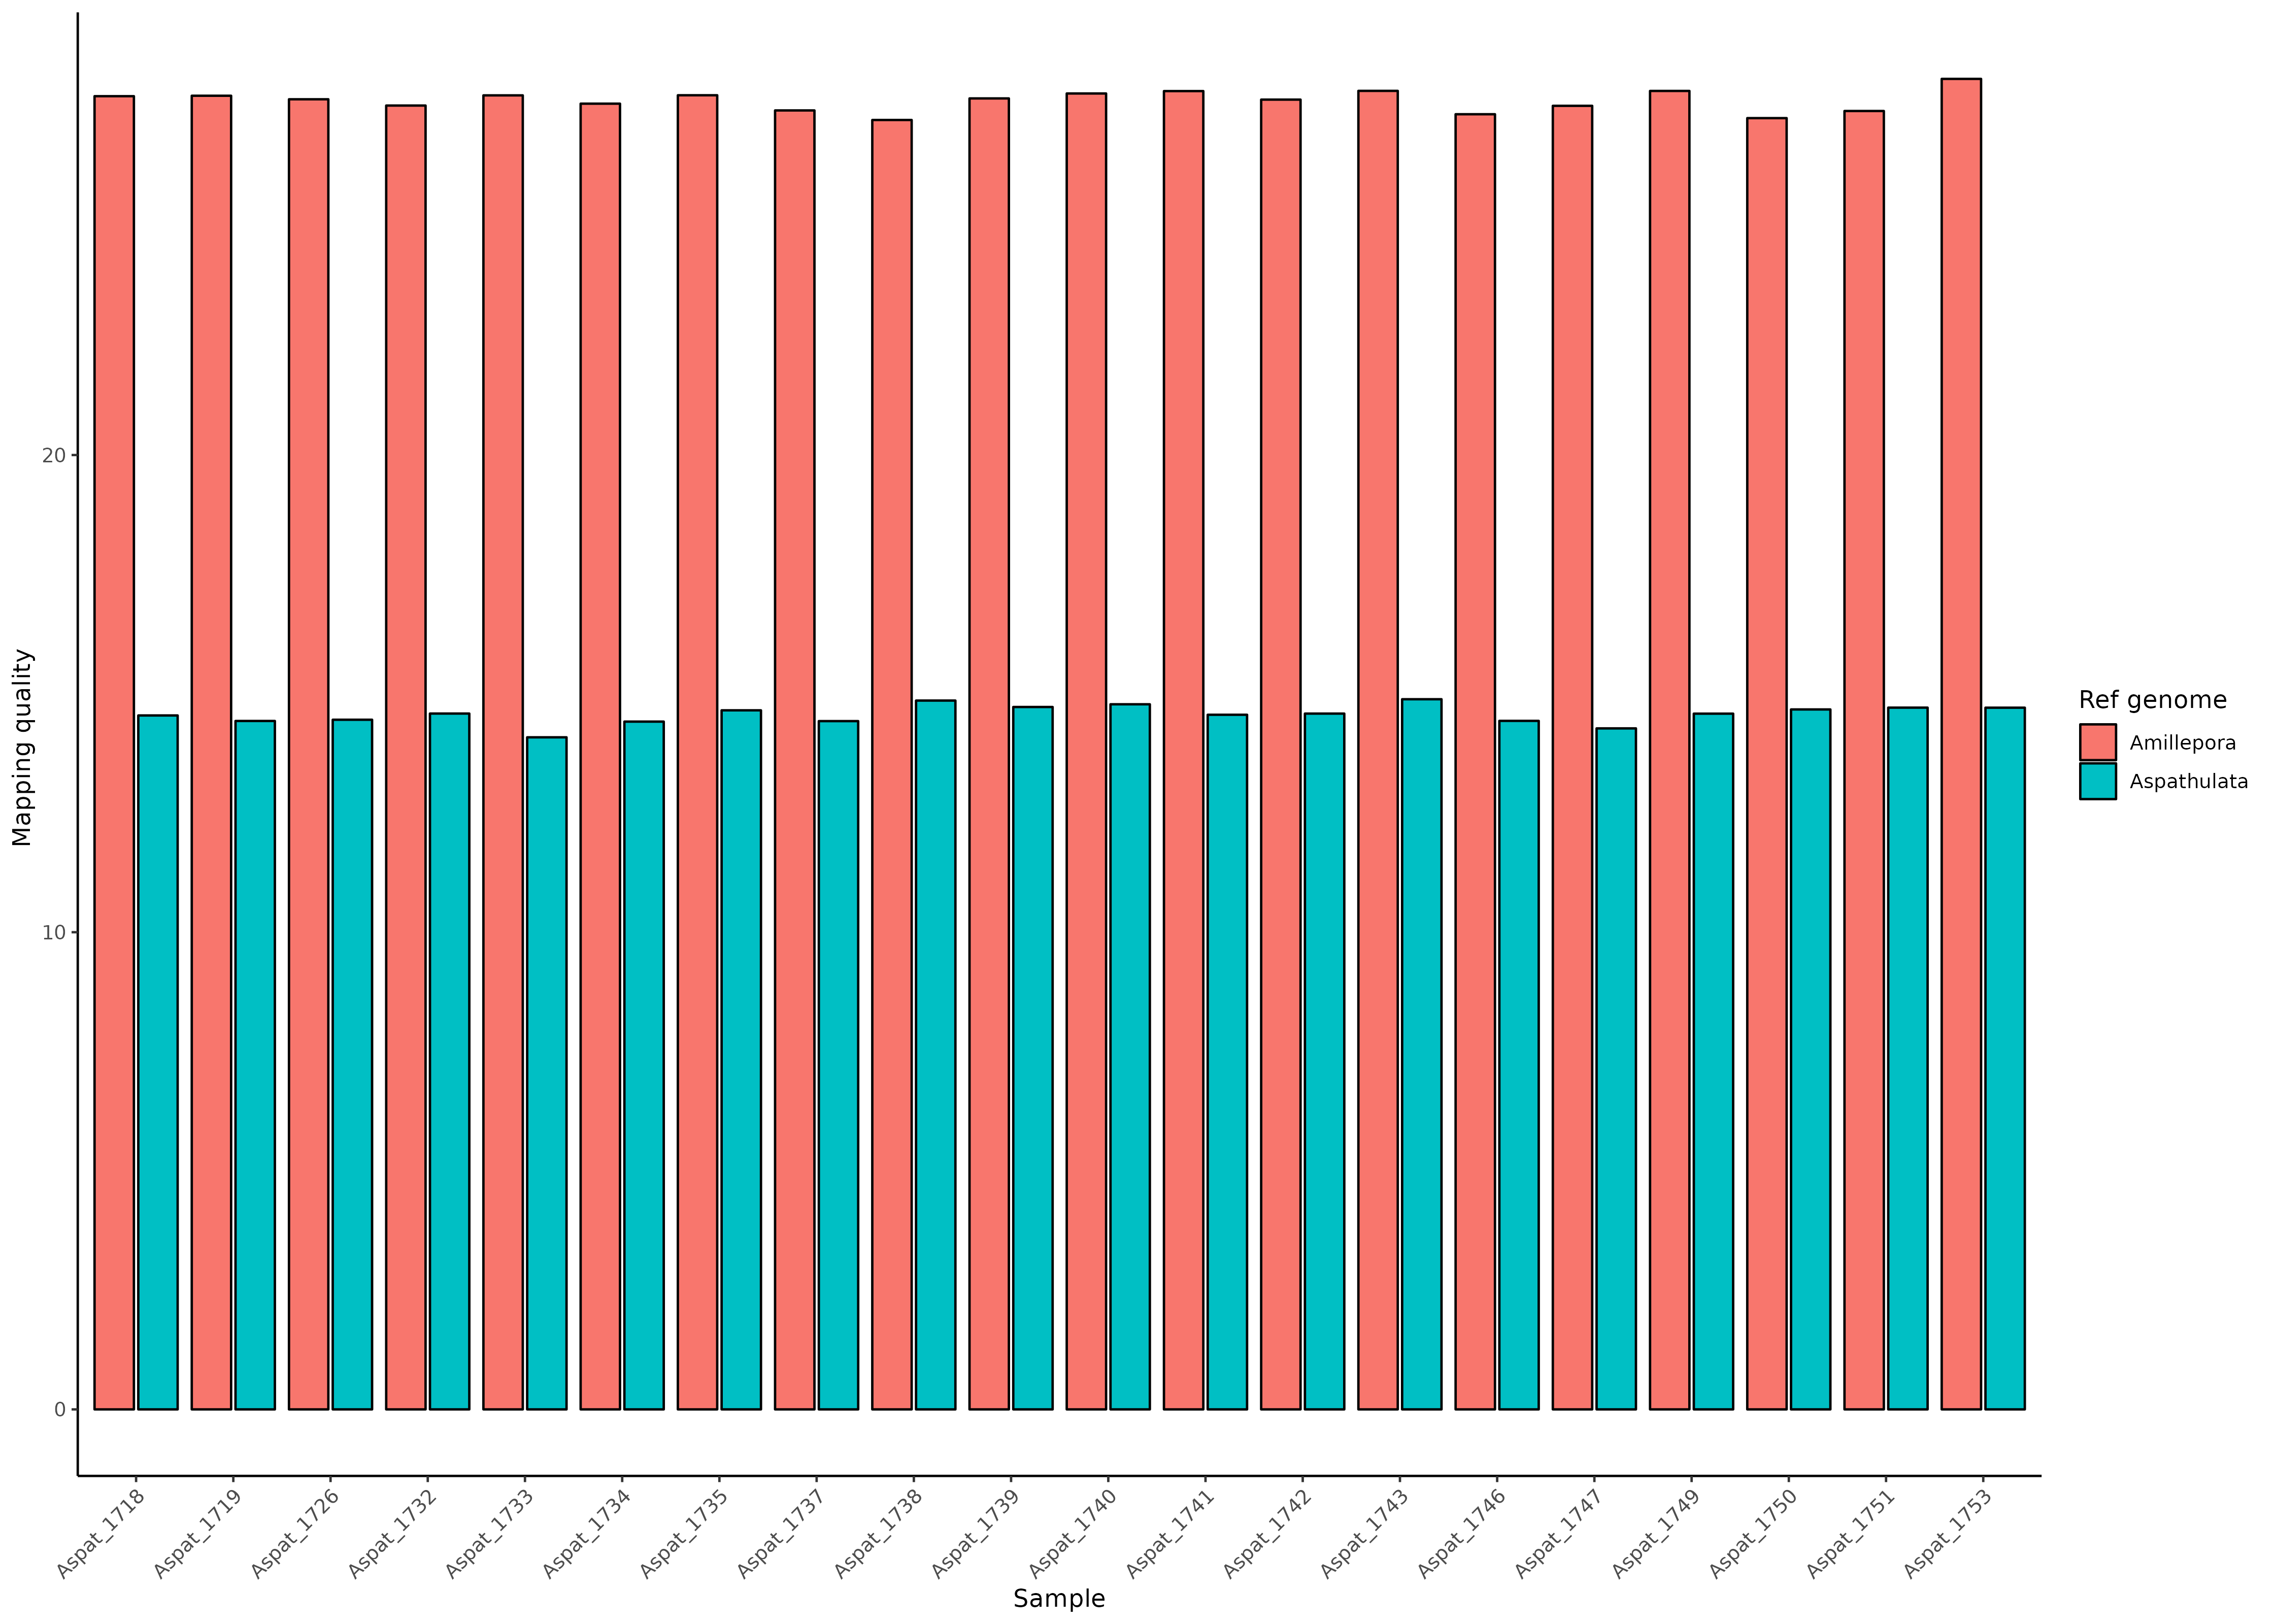 Mapping quality
20
10
0
Aspat_1718
Aspat_1719
Aspat_1726
Aspat_1732
Aspat_1733
Aspat_1734
Aspat_1735
Aspat_1737
Aspat_1738
Aspat_1739
Aspat_1740
Aspat_1741
Aspat_1742
Aspat_1743
Aspat_1746
Aspat_1747
Aspat_1749
Aspat_1750
Aspat_1751
Aspat_1753
Sample
Ref genome
Amillepora
Aspathulata